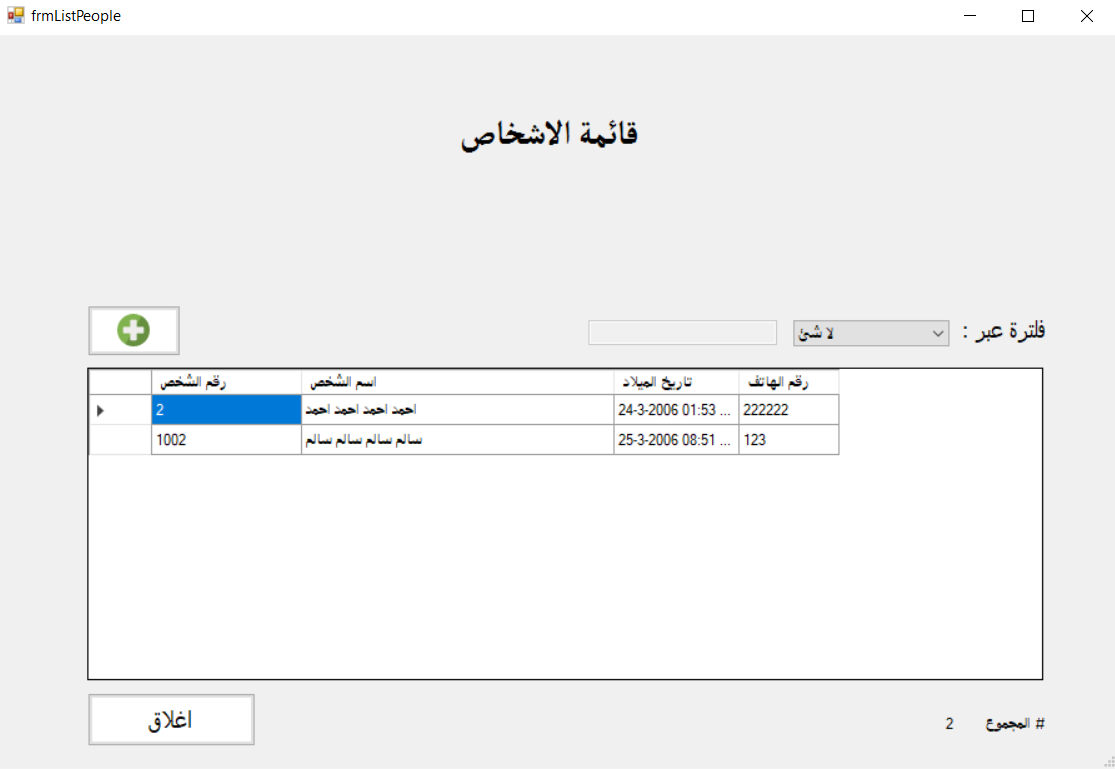 frmListPeople
قائمة الاشخاص
فلترة عبر : لا شئ
رقم الشخص اسم الشخص تاريخ الميلاد رقم الهاتف
2 احمد احمد احمد احمد 24-3-2006 01:53 ... 222222
1002 سالم سالم سالم سالم 25-3-2006 08:51 ... 123
# المجموع 2
اغلاق